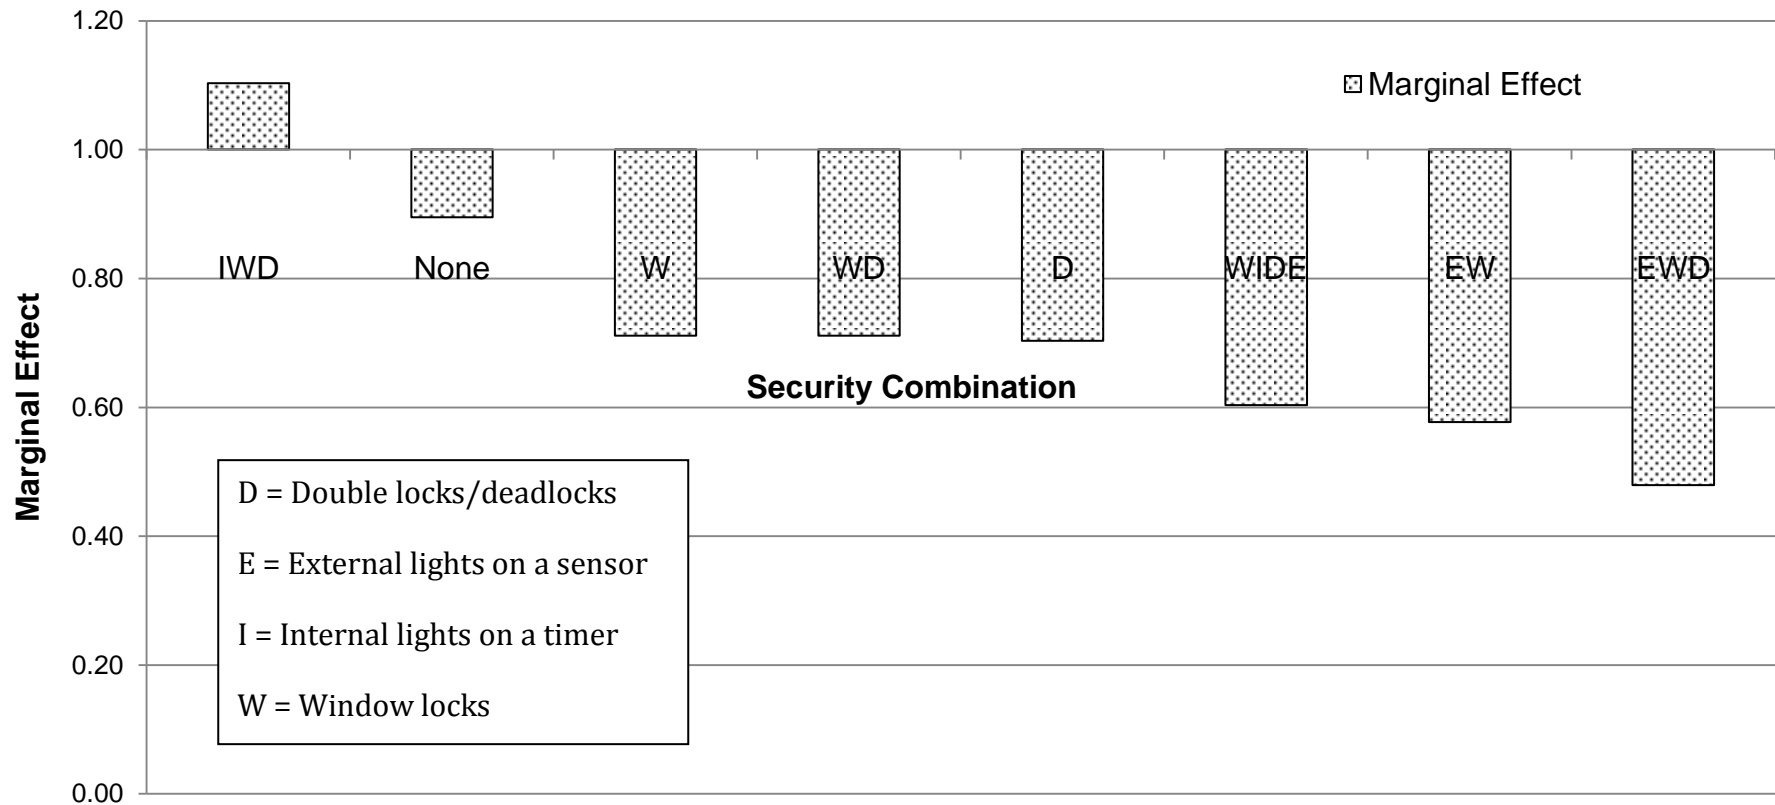 1.20
Marginal Effect
1.00
IWD None W WD D WIDE EW EWD
0.80
Marginal Effect
Security Combination
0.60
D = Double locks/deadlocks
E = External lights on a sensor
0.40
I = Internal lights on a timer
0.20
W = Window locks
0.00